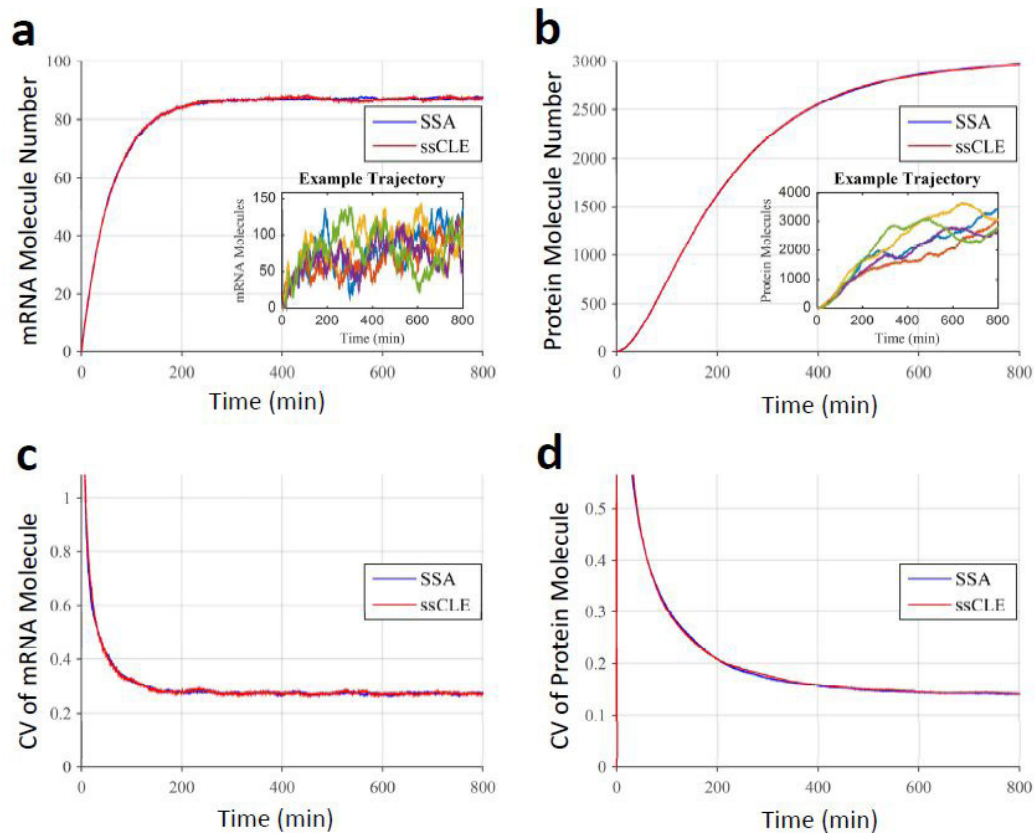 a
mRNA Molecule Number
100
80
60
40
20
0
0 200 400 600 800
Time (min)
SSA
ssCLE
Example Trajectory
mRNA Molecules
150
100
50
0
0 200 400 600 800
Time (min)
b
Protein Molecule Number
3000
2500
2000
1500
1000
500
0
0 200 400 600 800
Time (min)
SSA
ssCLE
Example Trajectory
Protein Molecules
4000
3000
2000
1000
0
0 200 400 600 800
Time (min)
c
CV of mRNA Molecule
1
0.8
0.6
0.4
0.2
0
0 200 400 600 800
Time (min)
SSA
ssCLE
d
CV of Protein Molecule
0.5
0.4
0.3
0.2
0.1
0
0 200 400 600 800
Time (min)
SSA
ssCLE